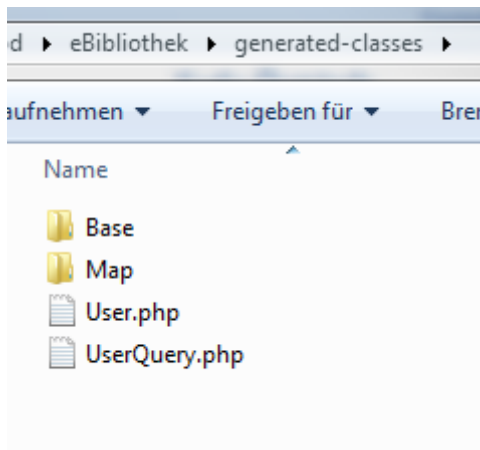 eBibliothek ▸ generated-classes ▸
aufnehmen ▾ Freigeben für ▾
Name
Base
Map
User.php
UserQuery.php